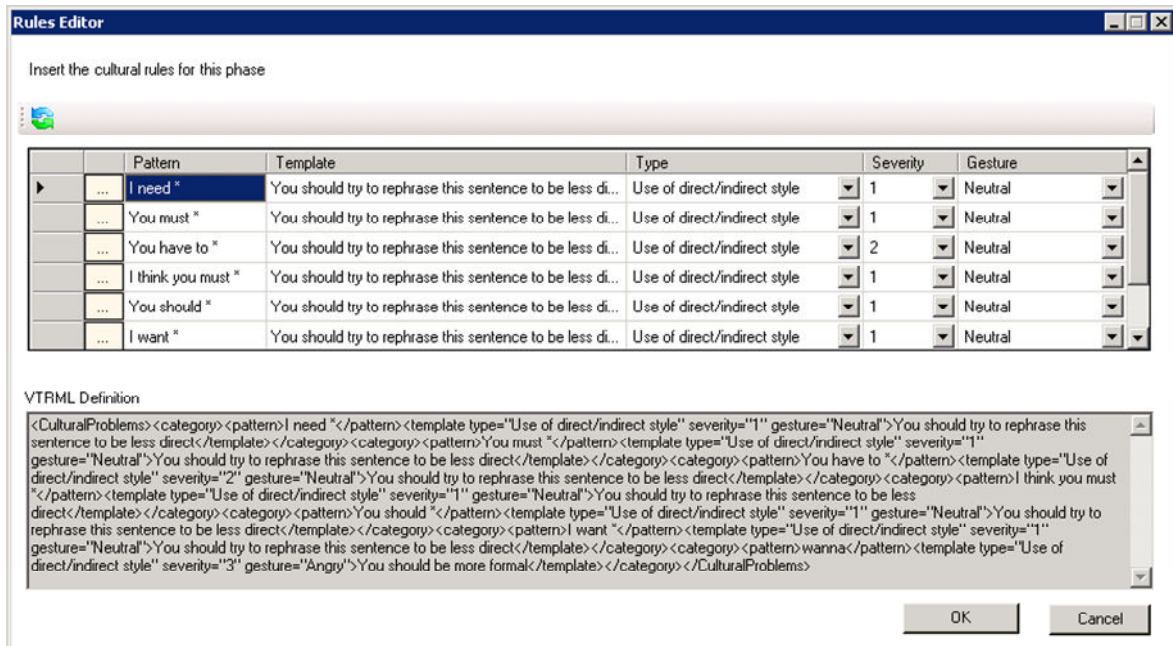 Rules Editor
Insert the cultural rules for this phase
Pattern Template Type Severity Gesture
... I need * You should try to rephrase this sentence to be less di... Use of direct/indirect style 1 Neutral
... You must * You should try to rephrase this sentence to be less di... Use of direct/indirect style 1 Neutral
... You have to * You should try to rephrase this sentence to be less di... Use of direct/indirect style 2 Neutral
... I think you must * You should try to rephrase this sentence to be less di... Use of direct/indirect style 1 Neutral
... You should * You should try to rephrase this sentence to be less di... Use of direct/indirect style 1 Neutral
... I want * You should try to rephrase this sentence to be less di... Use of direct/indirect style 1 Neutral
VTRML Definition
<CulturalProblems><category><pattern>I need *</pattern><template type="Use of direct/indirect style" severity="1" gesture="Neutral">You should try to rephrase this
sentence to be less direct</template></category><category><pattern>You must *</pattern><template type="Use of direct/indirect style" severity="1"
gesture="Neutral">You should try to rephrase this sentence to be less direct</template></category><category><pattern>You have to *</pattern><template type="Use of
direct/indirect style" severity="2" gesture="Neutral">You should try to rephrase this sentence to be less direct</template></category><category><pattern>I think you must
*</pattern><template type="Use of direct/indirect style" severity="1" gesture="Neutral">You should try to rephrase this sentence to be less
direct</template></category><category><pattern>You should *</pattern><template type="Use of direct/indirect style" severity="1" gesture="Neutral">You should try to
rephrase this sentence to be less direct</template></category><category><pattern>I want *</pattern><template type="Use of direct/indirect style" severity="1"
gesture="Neutral">You should try to rephrase this sentence to be less direct</template></category><category><pattern>wanna</pattern><template type="Use of
direct/indirect style" severity="3" gesture="Angry">You should be more formal</template></category></CulturalProblems>
OK Cancel